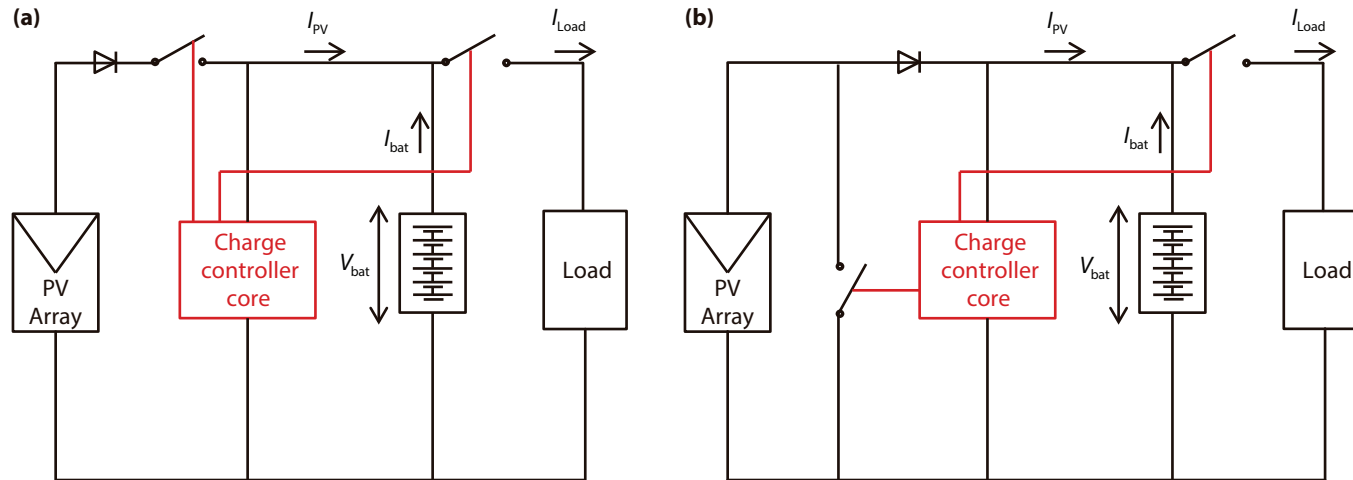 (a)
I_PV
I_Load
I_bat
V_bat
PV
Array
Charge
controller
core
Load
(b)
I_PV
I_Load
I_bat
V_bat
PV
Array
Charge
controller
core
Load